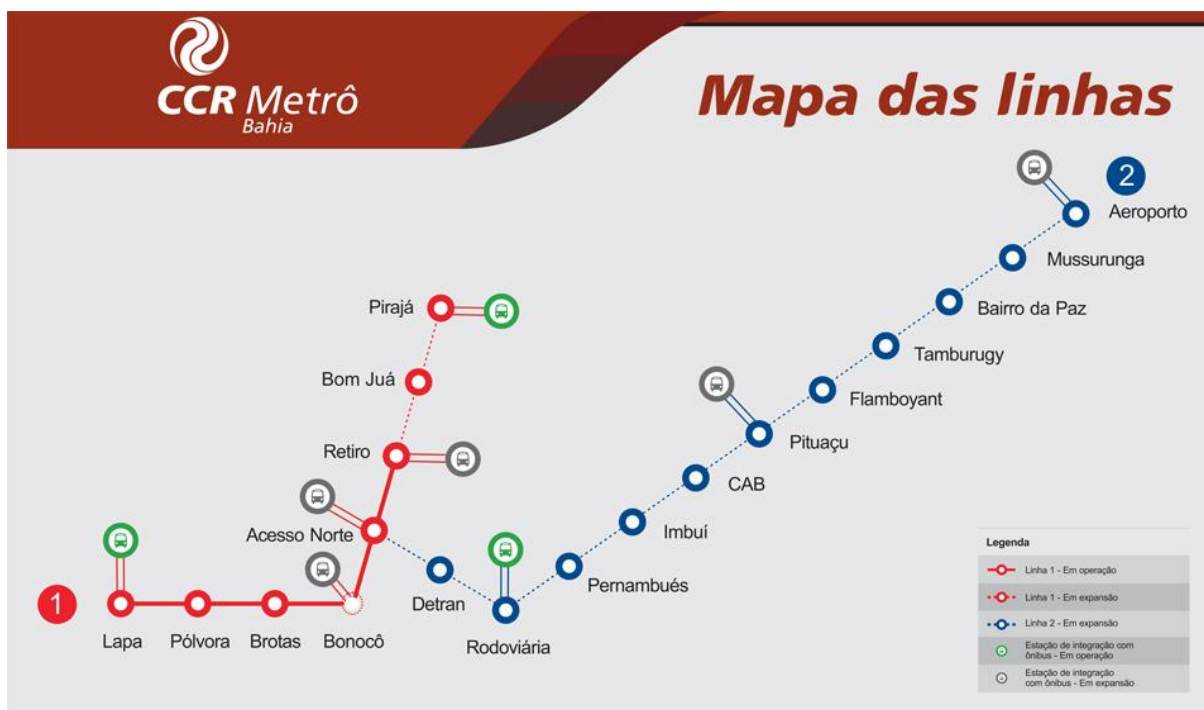 CCR Metrô
Bahia
Mapa das linhas
2
Aeroporto
Mussurunga
Bairro da Paz
Tamburugy
Flamboyant
Pituaçu
CAB
Imbuí
Pernambués
Rodoviária
Detran
Pirajá
Bom Juá
Retiro
Acesso Norte
1
Lapa
Pólvora
Brotas
Bonocô
Legenda
Linha 1 - Em operação
Linha 1 - Em expansão
Linha 2 - Em expansão
Estação de integração com
ônibus - Em operação
Estação de integração
com ônibus - Em expansão